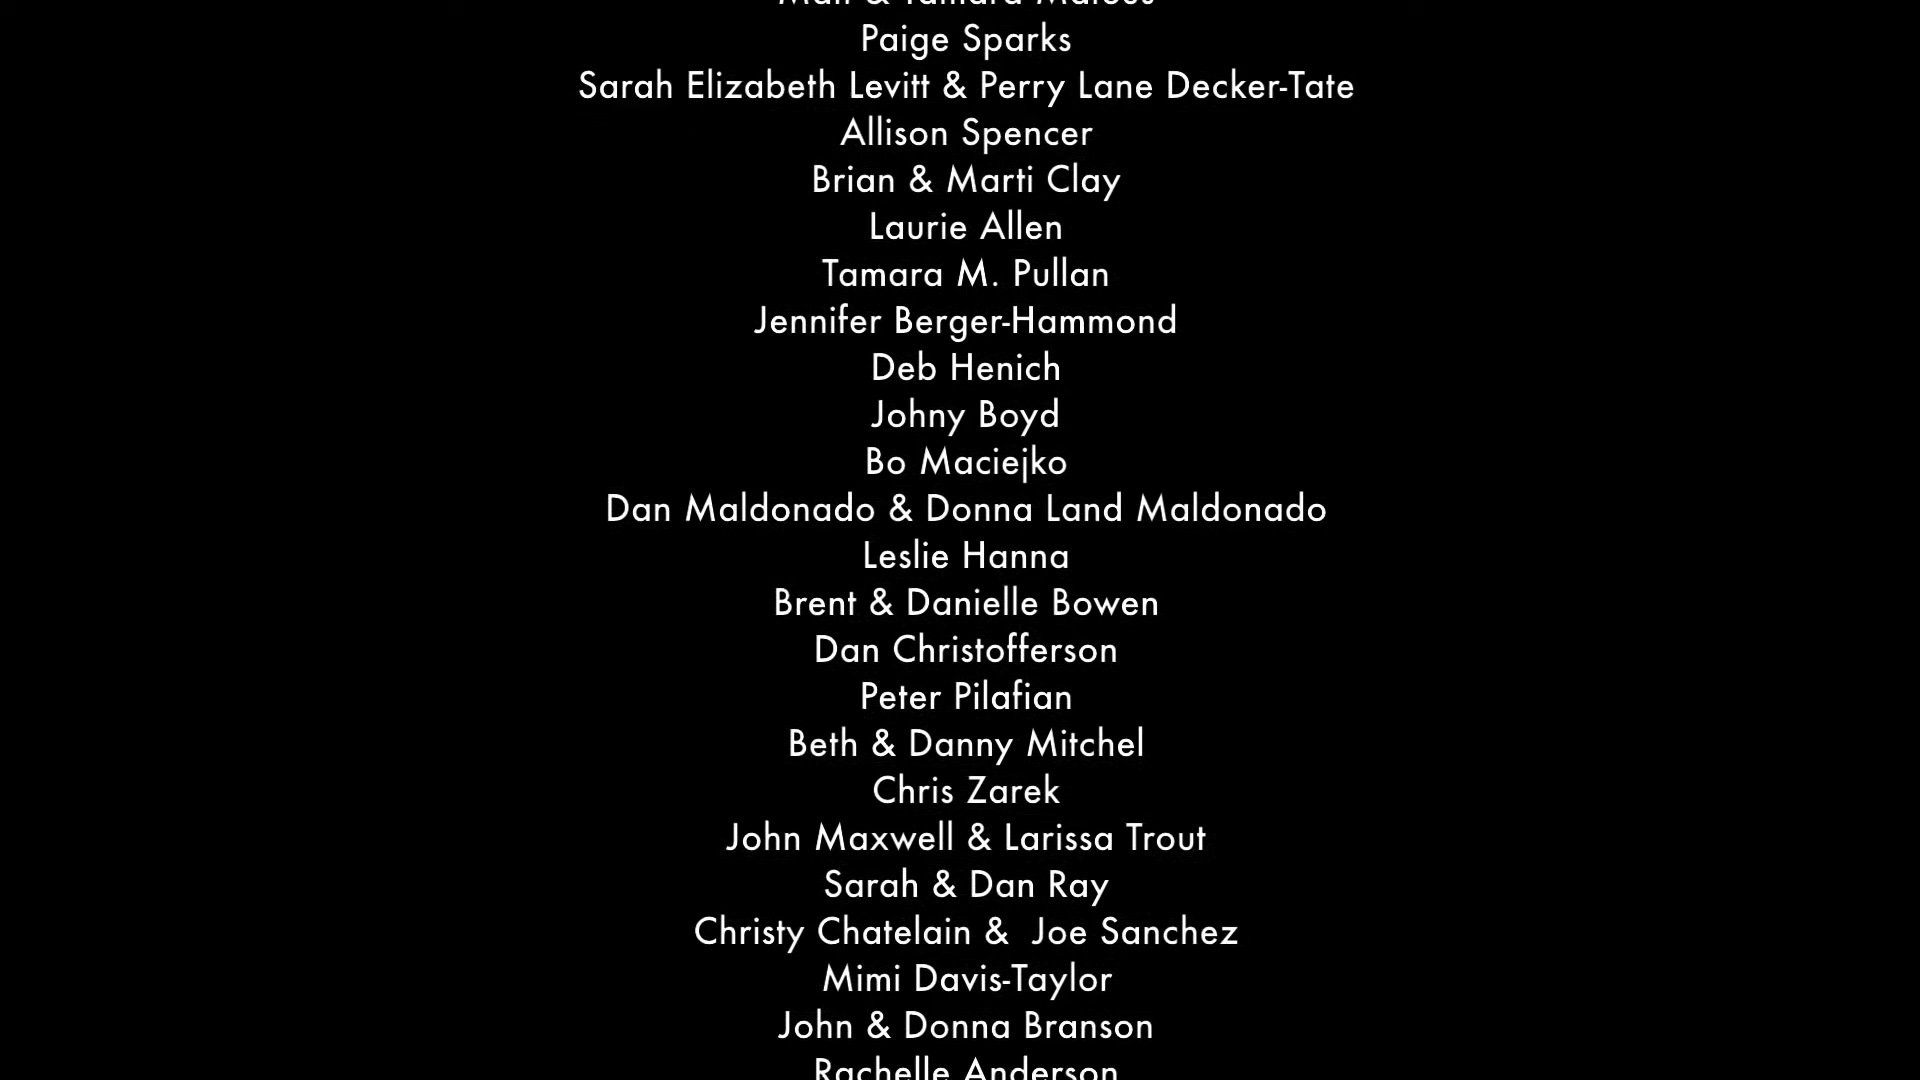 & Tamara
Paige Sparks
Sarah Elizabeth Levitt & Perry Lane Decker-Tate
Allison Spencer
Brian & Marti Clay
Laurie Allen
Tamara M. Pullan
Jennifer Berger-Hammond
Deb Henich
Johny Boyd
Bo Maciejko
Dan Maldonado & Donna Land Maldonado
Leslie Hanna
Brent & Danielle Bowen
Dan Christofferson
Peter Pilafian
Beth & Danny Mitchel
Chris Zarek
John Maxwell & Larissa Trout
Sarah & Dan Ray
Christy Chatelain &  Joe Sanchez
Mimi Davis-Taylor
John & Donna Branson
Rachelle Anderson